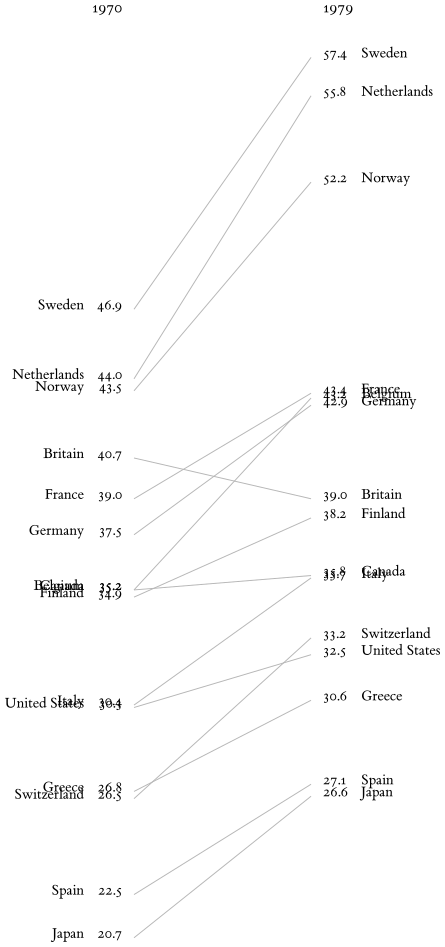 1970 1979
57.4 Sweden
55.8 Netherlands
52.2 Norway
Sweden 46.9
Netherlands 44.0
Norway 43.5
43.4 France
43.2 Belgium
42.9 Germany
Britain 40.7
France 39.0
39.0 Britain
38.2 Finland
Germany 37.5
35.8 Canada
35.7 Italy
Belgium 35.2
Canada 35.2
Finland 34.9
33.2 Switzerland
32.5 United States
30.6 Greece
Italy 30.4
United States 30.3
27.1 Spain
Greece 26.8
26.6 Japan
Switzerland 26.5
Spain 22.5
Japan 20.7